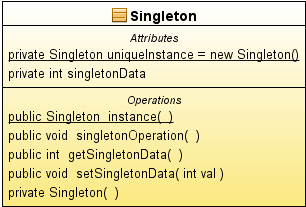 Singleton
Attributes
private Singleton uniqueInstance = new Singleton()
private int singletonData
Operations
public Singleton instance( )
public void singletonOperation( )
public int getSingletonData( )
public void setSingletonData( int val )
private Singleton( )